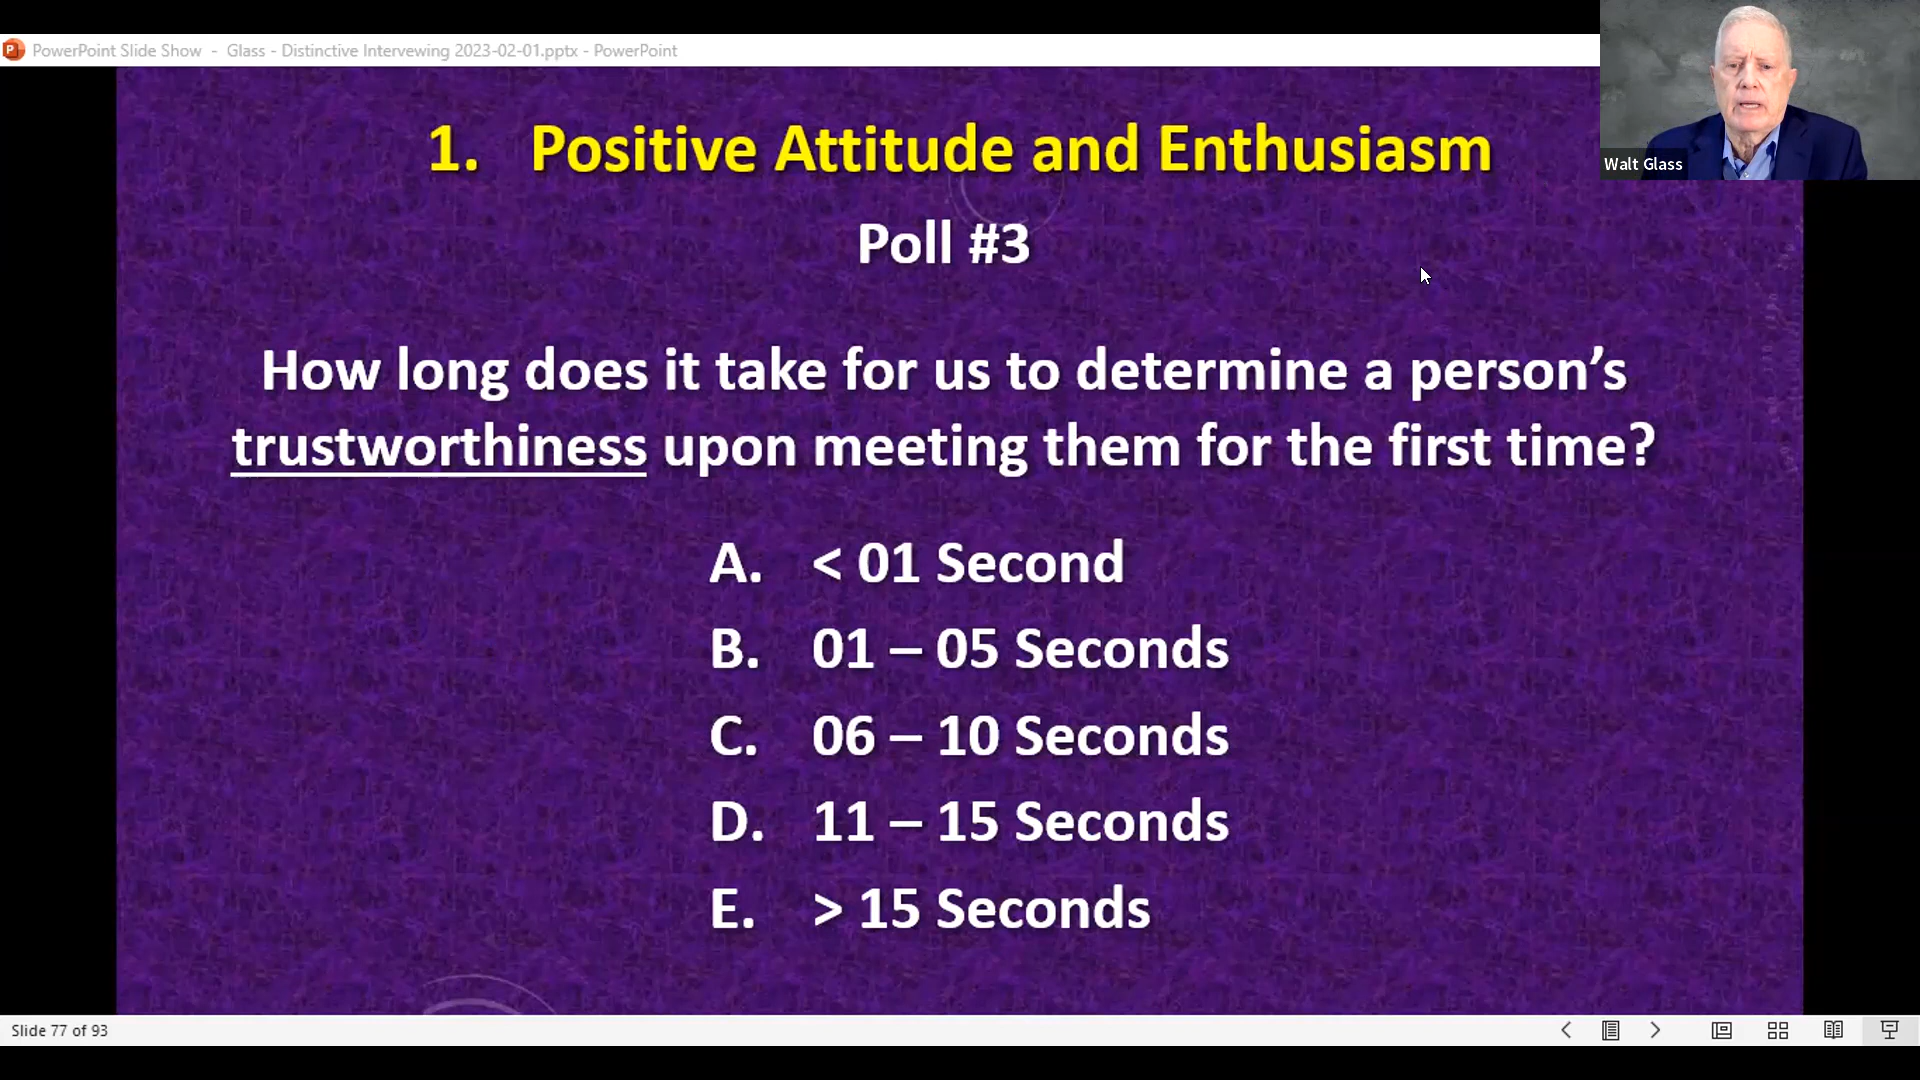 PowerPoint Slide Show - Glass - Distinctive Intervewing 2023-02-01.pptx - PowerPoint
Walt Glass
1. Positive Attitude and Enthusiasm
Poll #3
How long does it take for us to determine a person’s
trustworthiness upon meeting them for the first time?
A. < 01 Second
B. 01 – 05 Seconds
C. 06 – 10 Seconds
D. 11 – 15 Seconds
E. > 15 Seconds
Slide 77 of 93